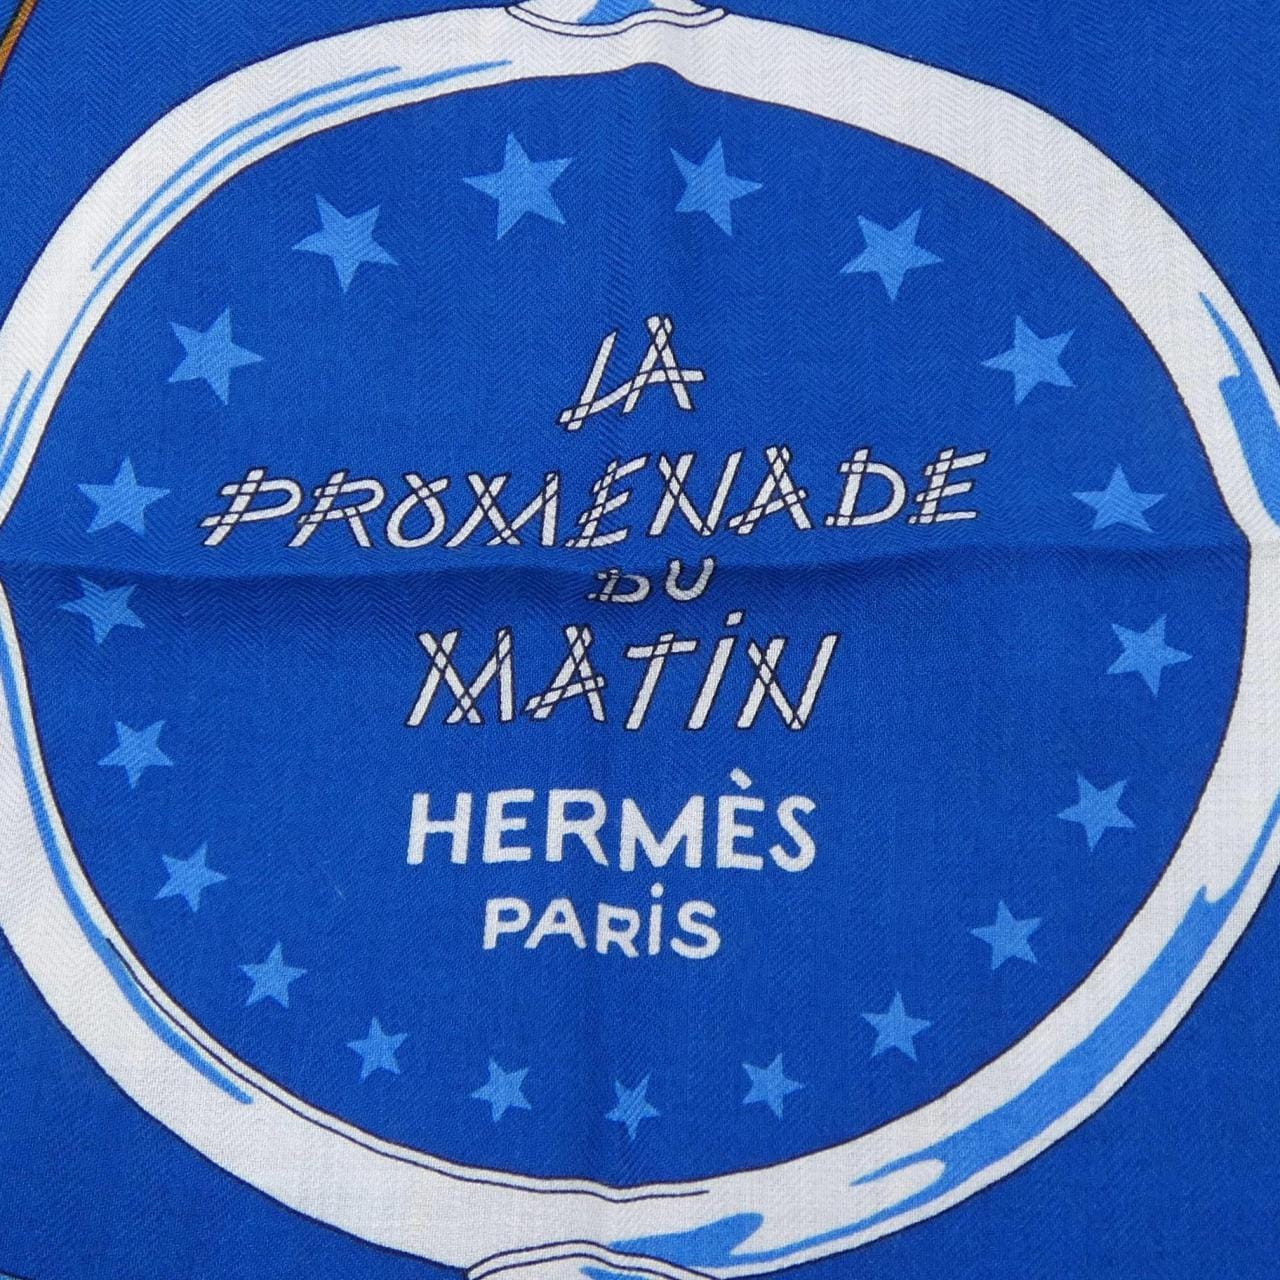 LA
PROMENADE
DU
MATiN
HERMÈS
PARiS